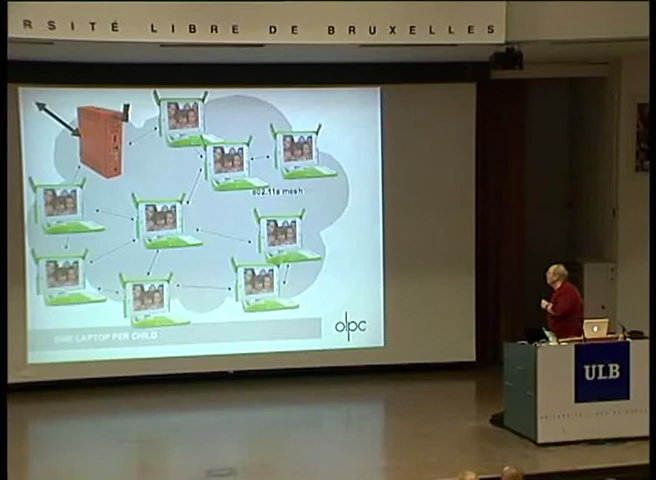 RSITÉ LIBRE DE BRUXELLES
802.11s mesh
ONE LAPTOP PER CHILD
olpc
ULB